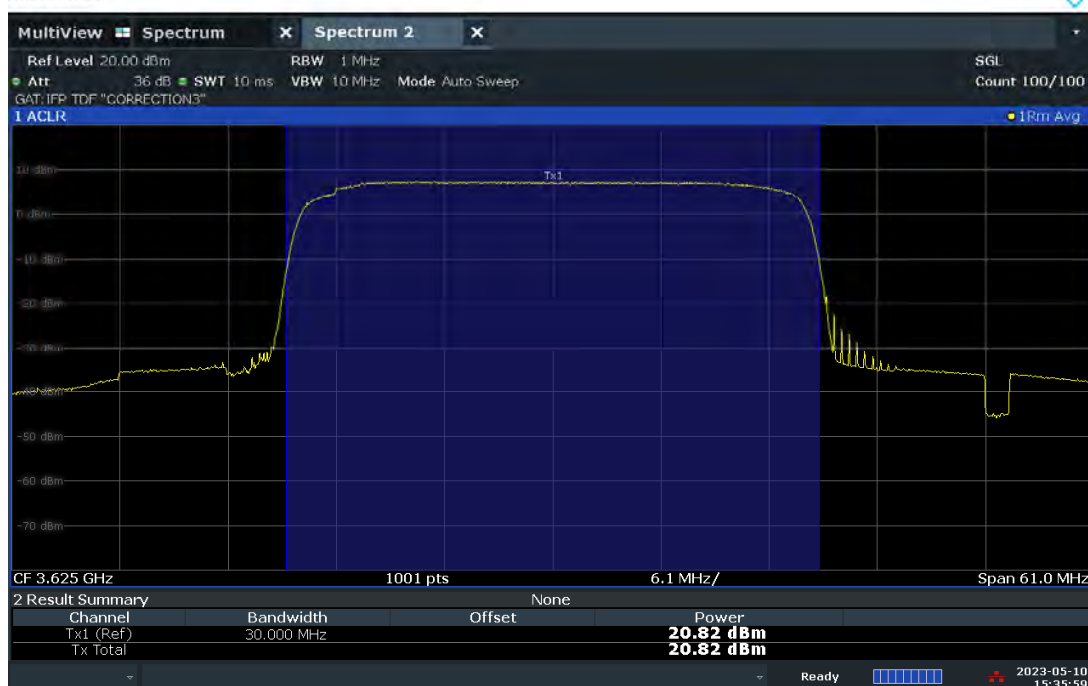 MultiView Spectrum X Spectrum 2 X
Ref Level 20.00 dBm RBW 1 MHz SGL
Att 36 dB SWT 10 ms VBW 10 MHz Mode Auto Sweep Count 100/100
GAT:IFP TDF "CORRECTION3"
1 ACLR 1Rm Avg
10 dBm
Tx1
0 dBm
-10 dBm
-20 dBm
-30 dBm
-40 dBm
-50 dBm
-60 dBm
-70 dBm
CF 3.625 GHz 1001 pts 6.1 MHz/ Span 61.0 MHz
2 Result Summary None
Channel Bandwidth Offset Power
Tx1 (Ref) 30.000 MHz 20.82 dBm
Tx Total 20.82 dBm
Ready 2023-05-10
15:35:59